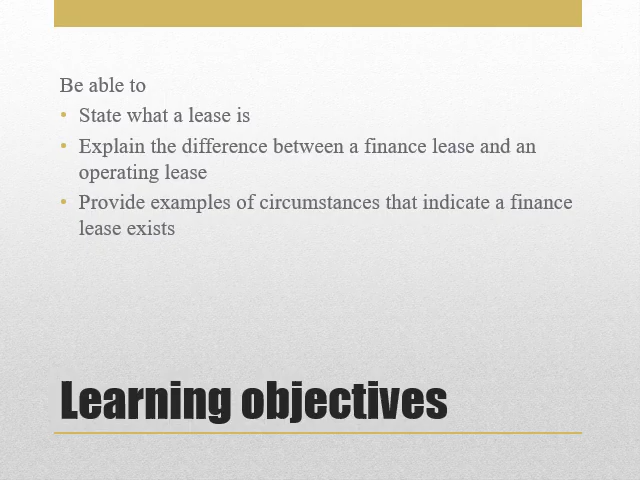 Be able to
• State what a lease is
• Explain the difference between a finance lease and an
operating lease
• Provide examples of circumstances that indicate a finance
lease exists
Learning objectives